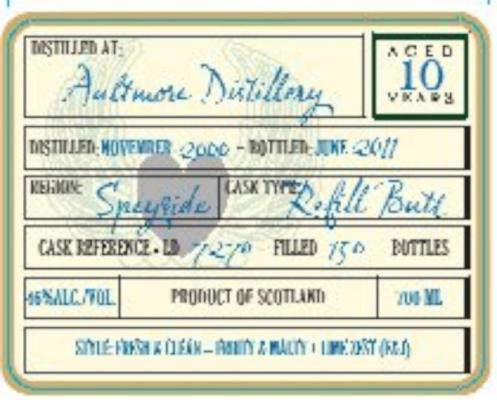 DISTILLED AT:
Aultmore Distillery
AGED
10
YEARS
DISTILLED: NOVEMBER 2000 - BOTTLED: JUNE 2011
REGION: Speyside
CASK TYPE: Refill Butt
CASK REFERENCE - LD FILLED 150 BOTTLES
46%ALC./VOL.
PRODUCT OF SCOTLAND
700 ML
STYLE: FRESH & CLEAN – FRUITY & MALTY + LIME ZEST